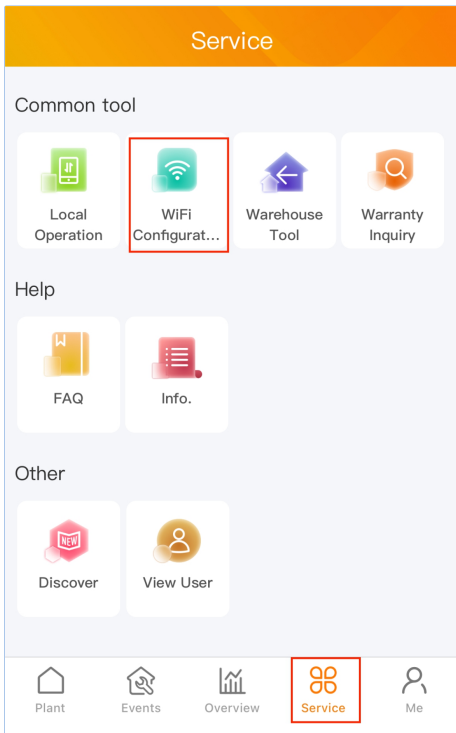 Service
Common tool
Local
Operation
WiFi
Configurat...
Warehouse
Tool
Warranty
Inquiry
Help
FAQ
Info.
Other
NEW
Discover
View User
Plant
Events
Overview
Service
Me